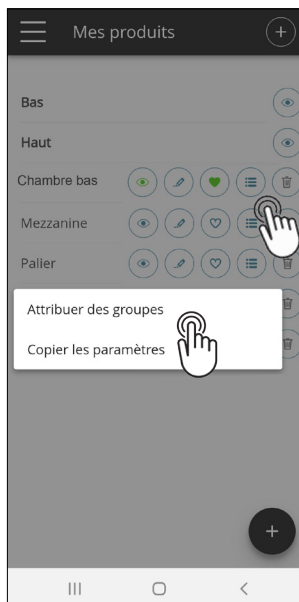 Mes produits
Bas
Haut
Chambre bas
Mezzanine
Palier
Attribuer des groupes
Copier les paramètres